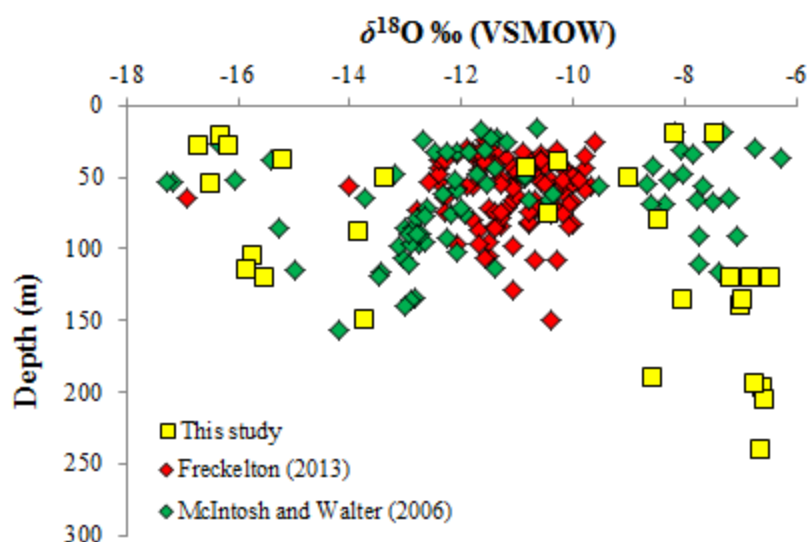 δ¹⁸O ‰ (VSMOW)
-18 -16 -14 -12 -10 -8 -6
0
50
100
150
200
250
300
Depth (m)
This study
Freckelton (2013)
McIntosh and Walter (2006)